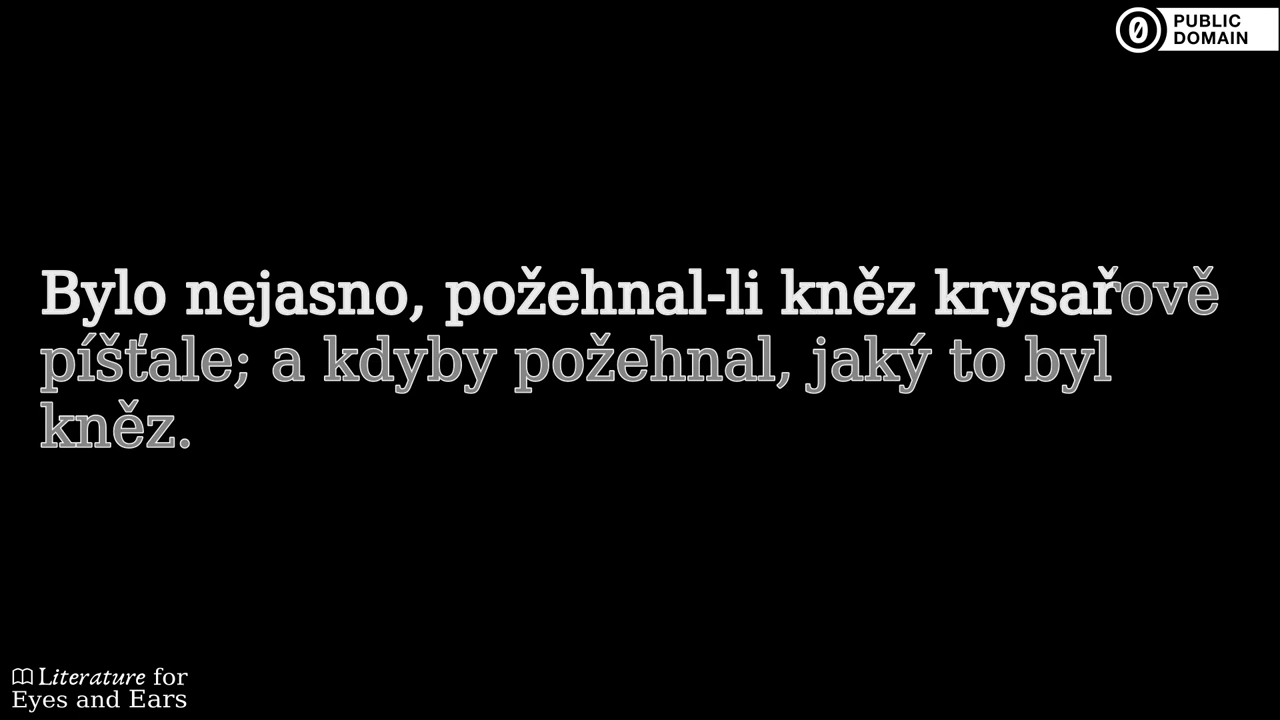 PUBLIC
DOMAIN
Bylo nejasno, požehnal-li kněz krysařově
píšťale; a kdyby požehnal, jaký to byl
kněz.
Literature for
Eyes and Ears